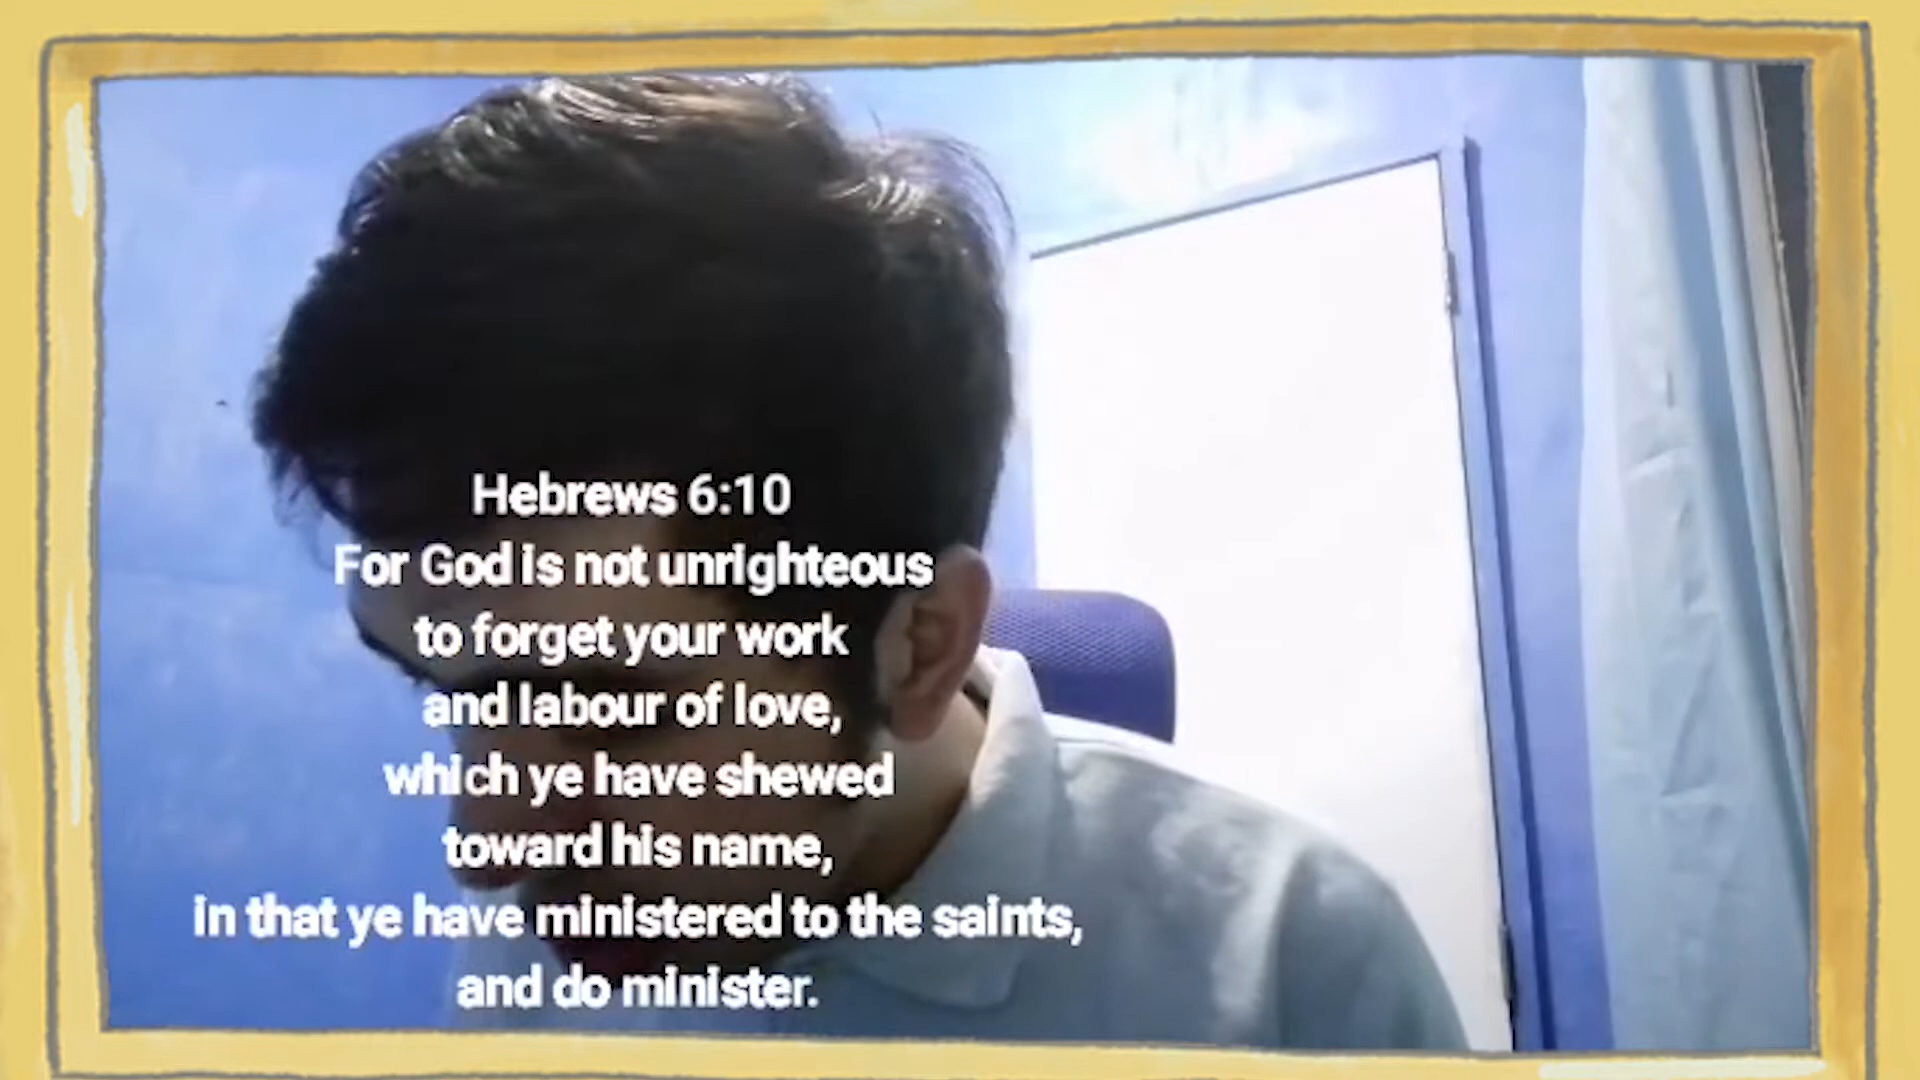 Hebrews 6:10
For God is not unrighteous
to forget your work
and labour of love,
which ye have shewed
toward his name,
in that ye have ministered to the saints,
and do minister.